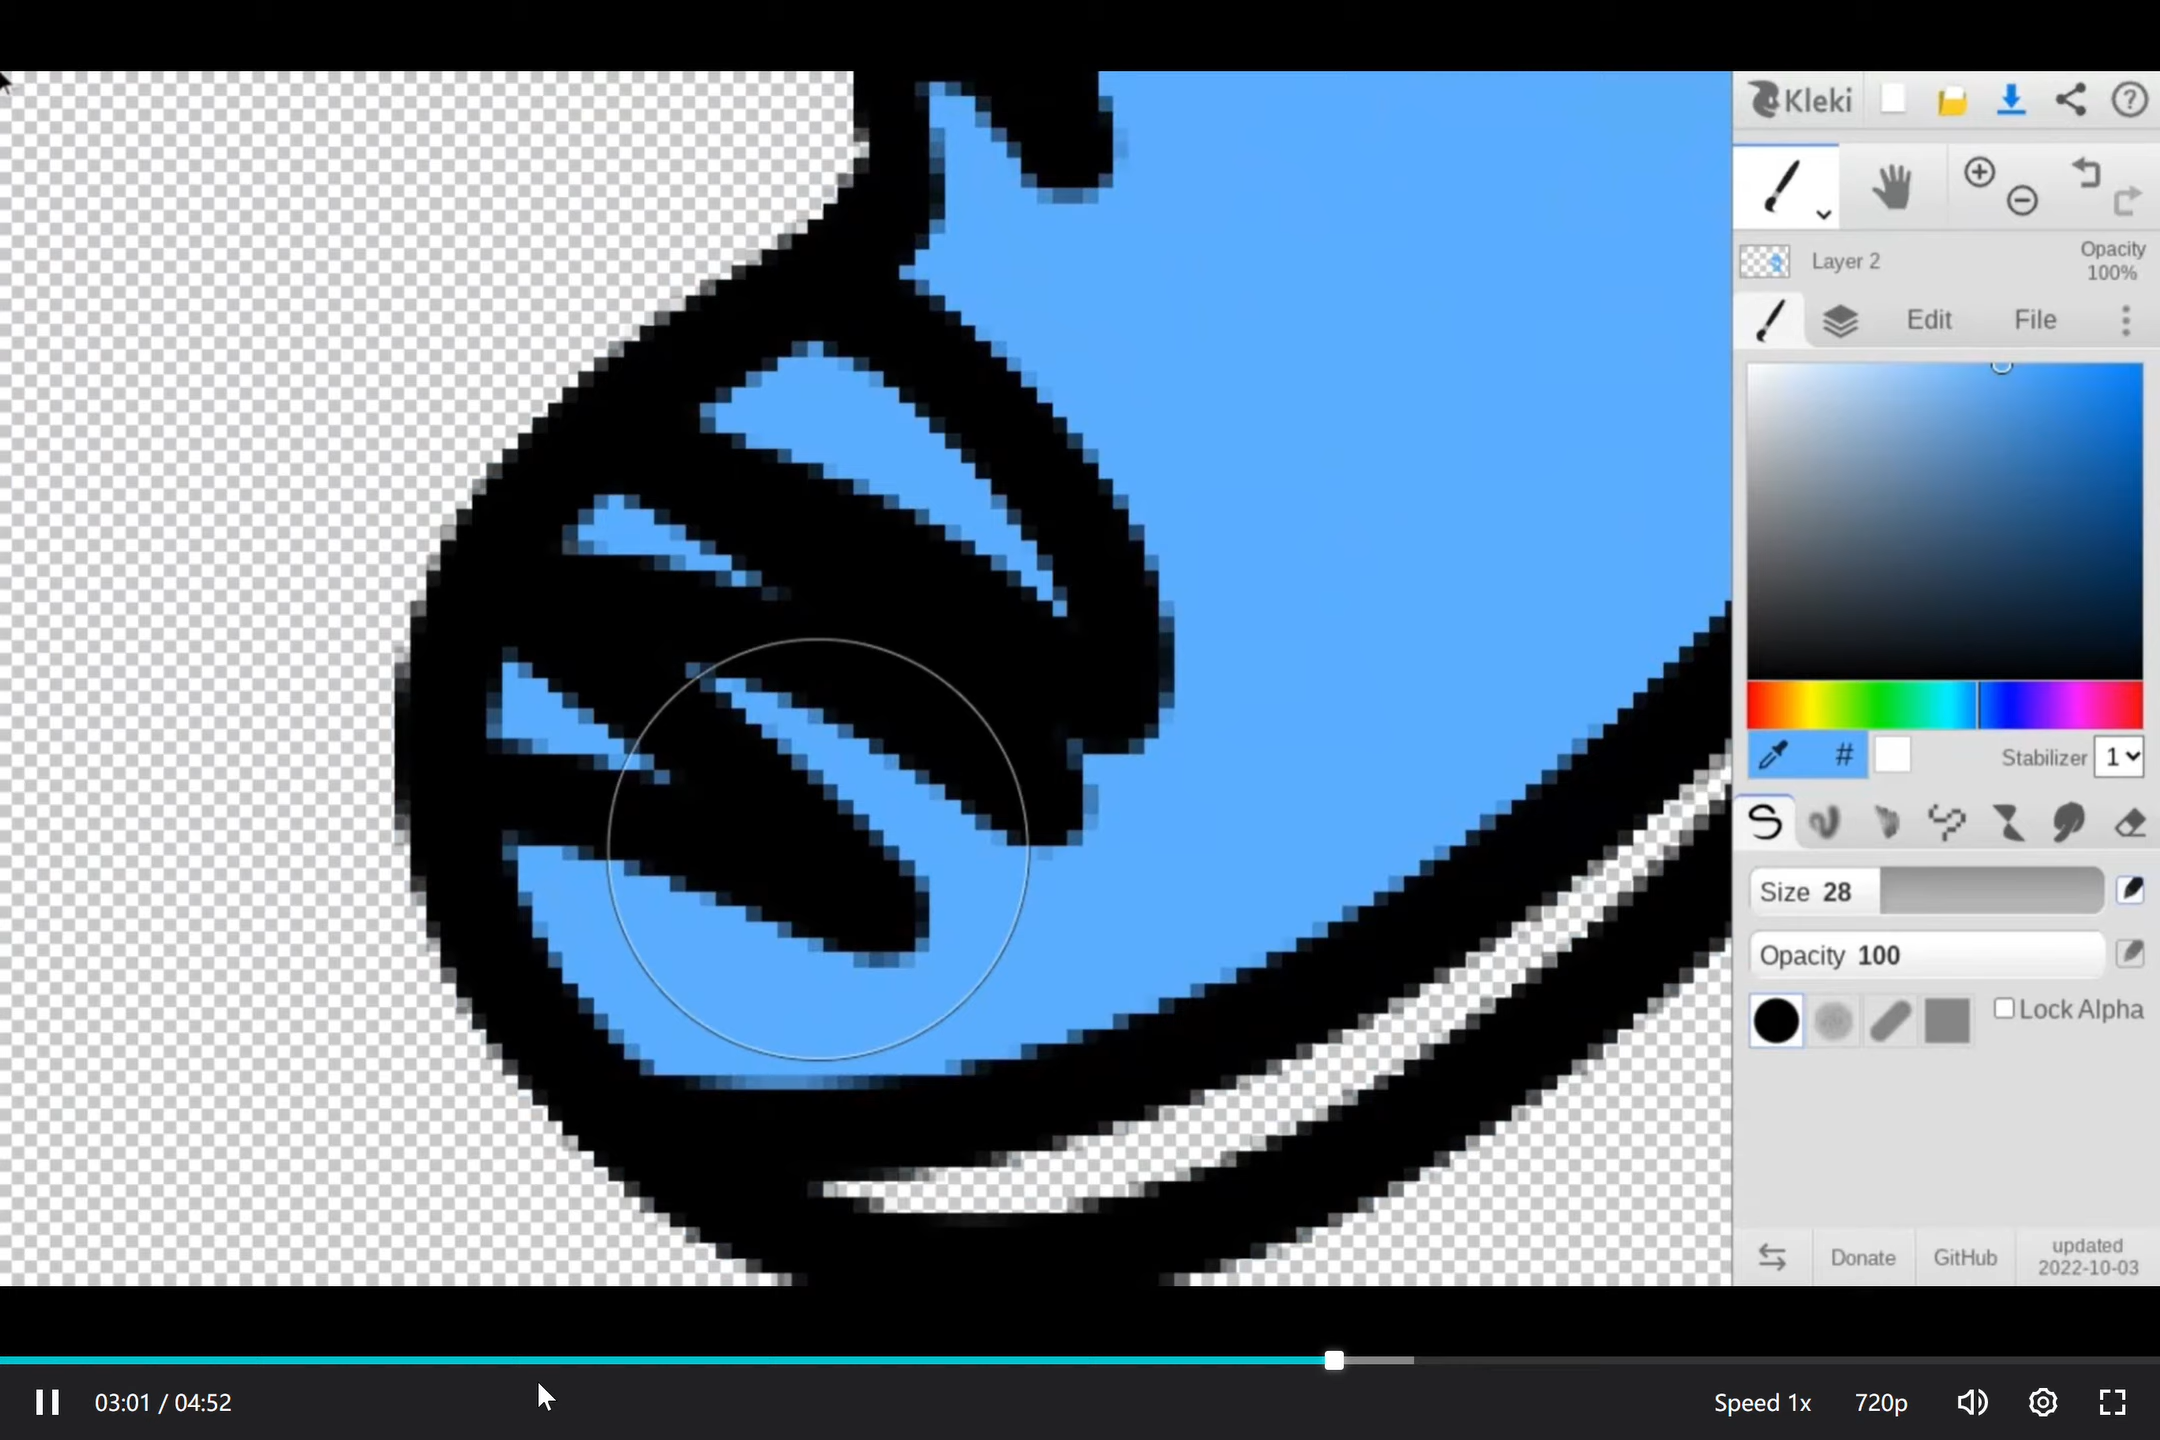 Kleki
Layer 2
Opacity
100%
Edit
File
#
Stabilizer 1
Size 28
Opacity 100
Lock Alpha
Donate
GitHub
updated
2022-10-03
03:01 / 04:52
Speed 1x
720p